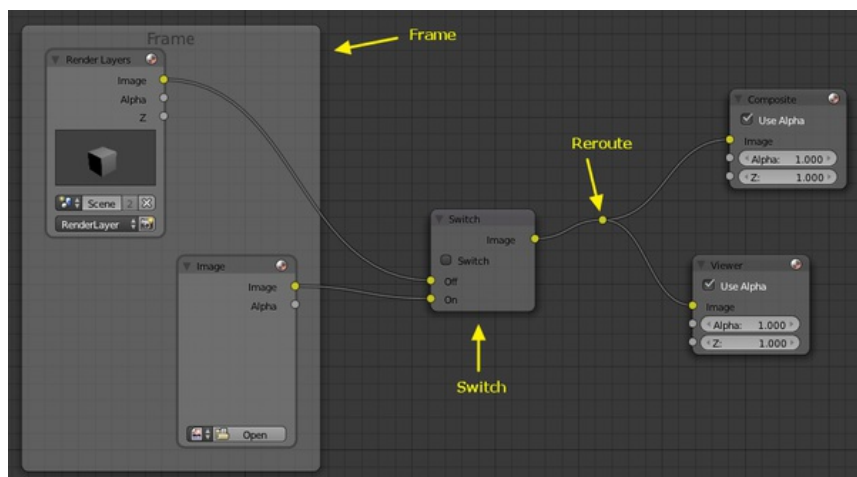 Frame
Frame
Render Layers
Image
Alpha
Z
Scene 2
RenderLayer
Image
Image
Alpha
Open
Switch
Image
Switch
Off
On
Switch
Reroute
Composite
Use Alpha
Image
Alpha: 1.000
Z: 1.000
Viewer
Use Alpha
Image
Alpha: 1.000
Z: 1.000